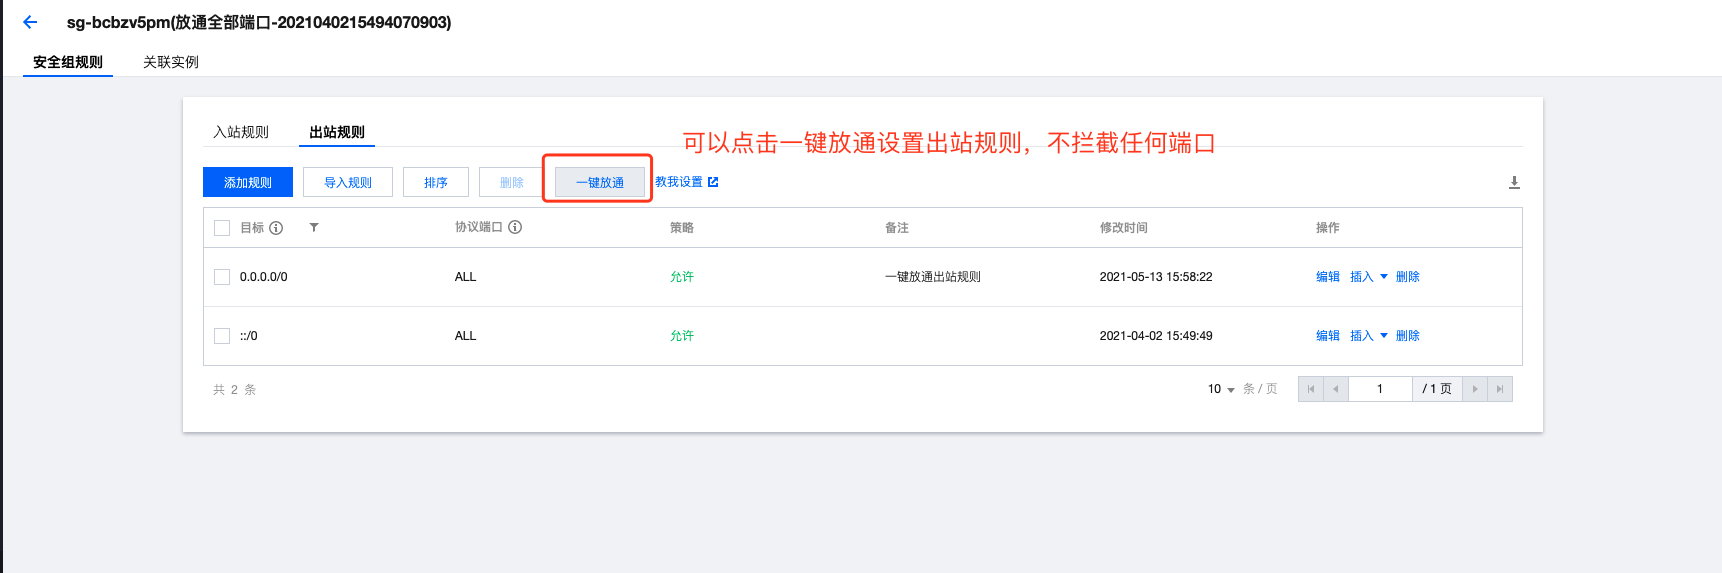 sg-bcbzv5pm(放通全部端口-2021040215494070903)
安全组规则 关联实例
入站规则 出站规则
可以点击一键放通设置出站规则，不拦截任何端口
添加规则 导入规则 排序 删除 一键放通 教我设置
目标 协议端口 策略 备注 修改时间 操作
0.0.0.0/0 ALL 允许 一键放通出站规则 2021-05-13 15:58:22 编辑 插入 删除
::/0 ALL 允许 2021-04-02 15:49:49 编辑 插入 删除
共 2 条 10 条 / 页 1 / 1 页